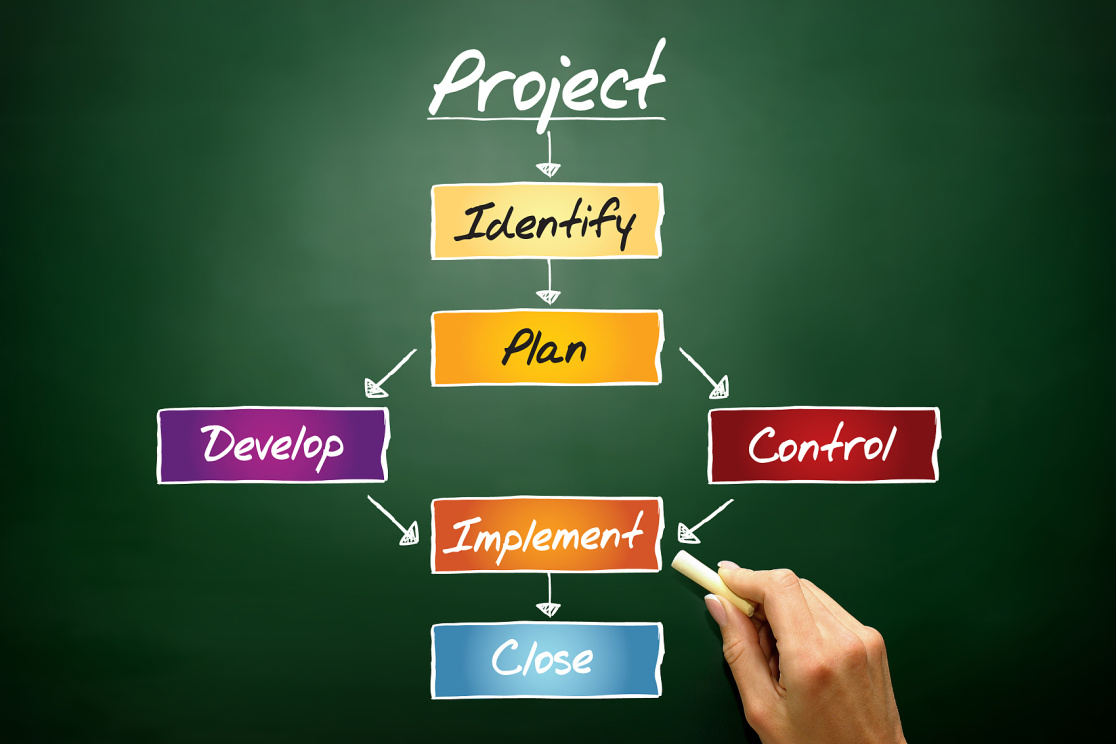 Project
Identify
Plan
Develop
Control
Implement
Close